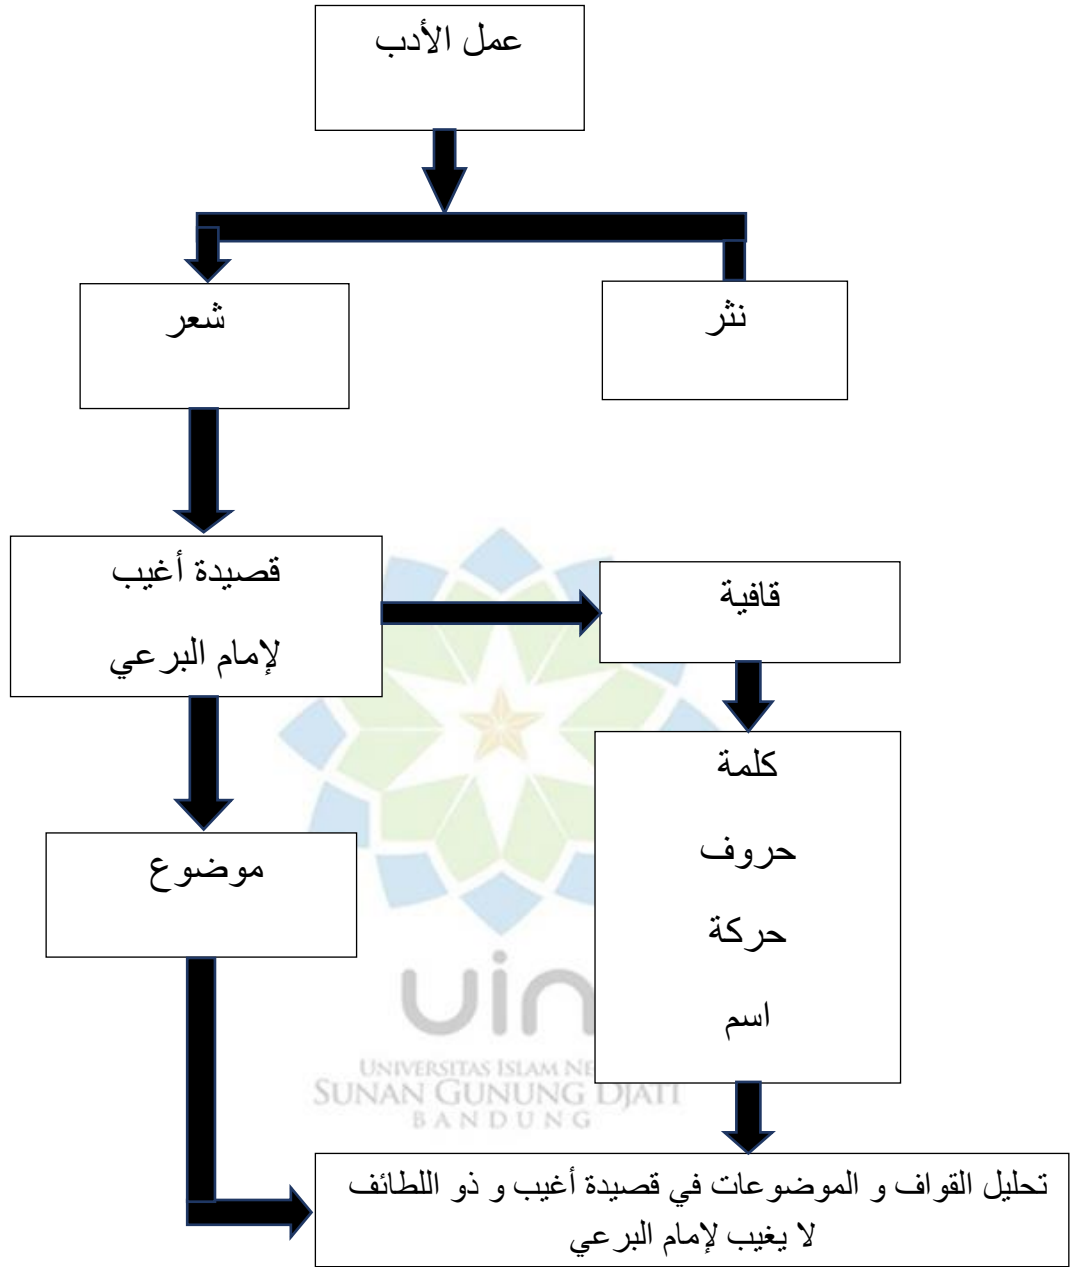 عمل الأدب
شعر
نثر
قصيدة أغيب
لإمام البرعي
قافية
كلمة
حروف
حركة
اسم
موضوع
uin
UNIVERSITAS ISLAM NE
SUNAN GUNUNG DJATI
BANDUNG
تحليل القواف و الموضوعات في قصيدة أغيب و ذو اللطائف
لا يغيب لإمام البرعي